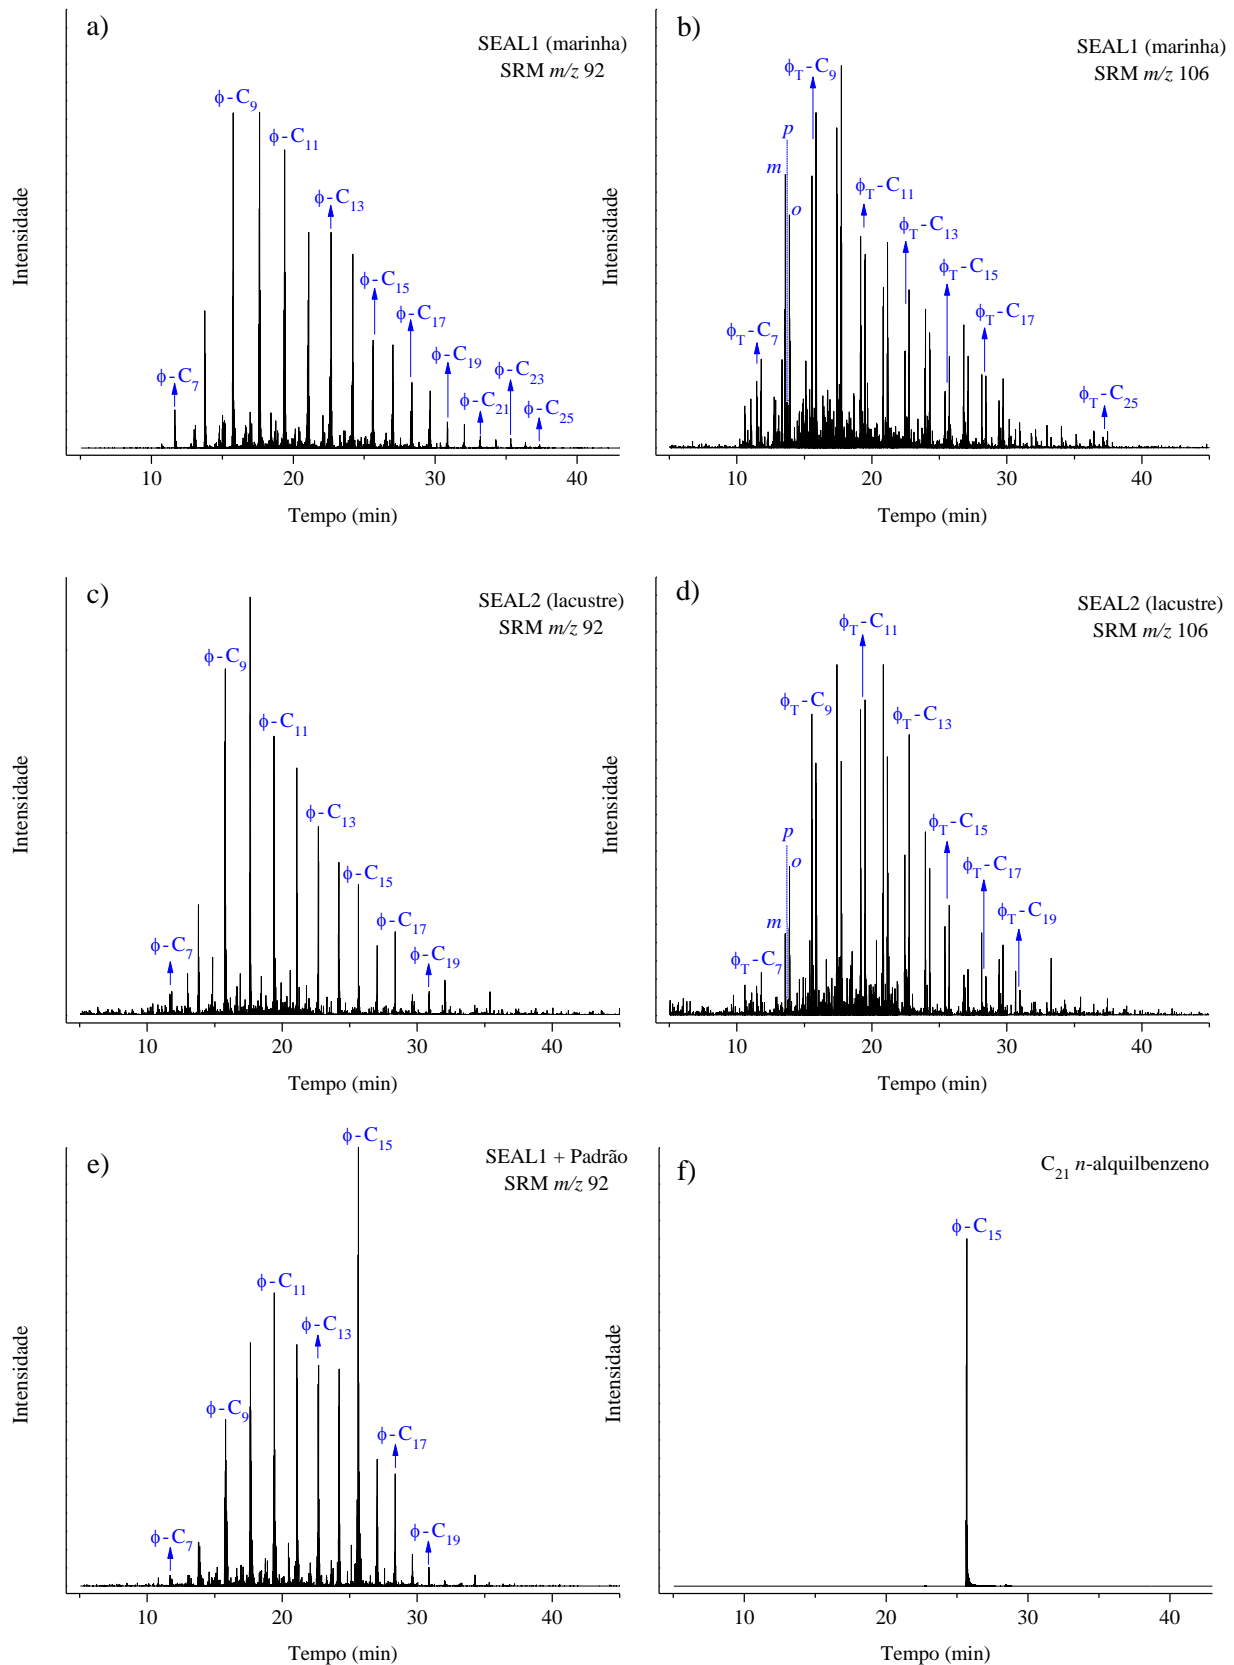 a)
SEAL1 (marinha)
SRM m/z 92
ϕ-C₉
ϕ-C₁₁
ϕ-C₁₃
ϕ-C₁₅
ϕ-C₁₇
ϕ-C₁₉
ϕ-C₂₃
ϕ-C₇
ϕ-C₂₁
ϕ-C₂₅
Intensidade
10 20 30 40
Tempo (min)
b)
SEAL1 (marinha)
SRM m/z 106
ϕT-C₉
p
m
o
ϕT-C₁₁
ϕT-C₁₃
ϕT-C₁₅
ϕT-C₁₇
ϕT-C₇
ϕT-C₂₅
Intensidade
10 20 30 40
Tempo (min)
c)
SEAL2 (lacustre)
SRM m/z 92
ϕ-C₉
ϕ-C₁₁
ϕ-C₁₃
ϕ-C₁₅
ϕ-C₁₇
ϕ-C₇
ϕ-C₁₉
Intensidade
10 20 30 40
Tempo (min)
d)
SEAL2 (lacustre)
SRM m/z 106
ϕT-C₁₁
ϕT-C₉
ϕT-C₁₃
p
o
m
ϕT-C₁₅
ϕT-C₁₇
ϕT-C₁₉
ϕT-C₇
Intensidade
10 20 30 40
Tempo (min)
e)
ϕ-C₁₅
SEAL1 + Padrão
SRM m/z 92
ϕ-C₁₁
ϕ-C₁₃
ϕ-C₉
ϕ-C₁₇
ϕ-C₇
ϕ-C₁₉
Intensidade
10 20 30 40
Tempo (min)
f)
C₂₁ n-alquilbenzeno
ϕ-C₁₅
Intensidade
10 20 30 40
Tempo (min)